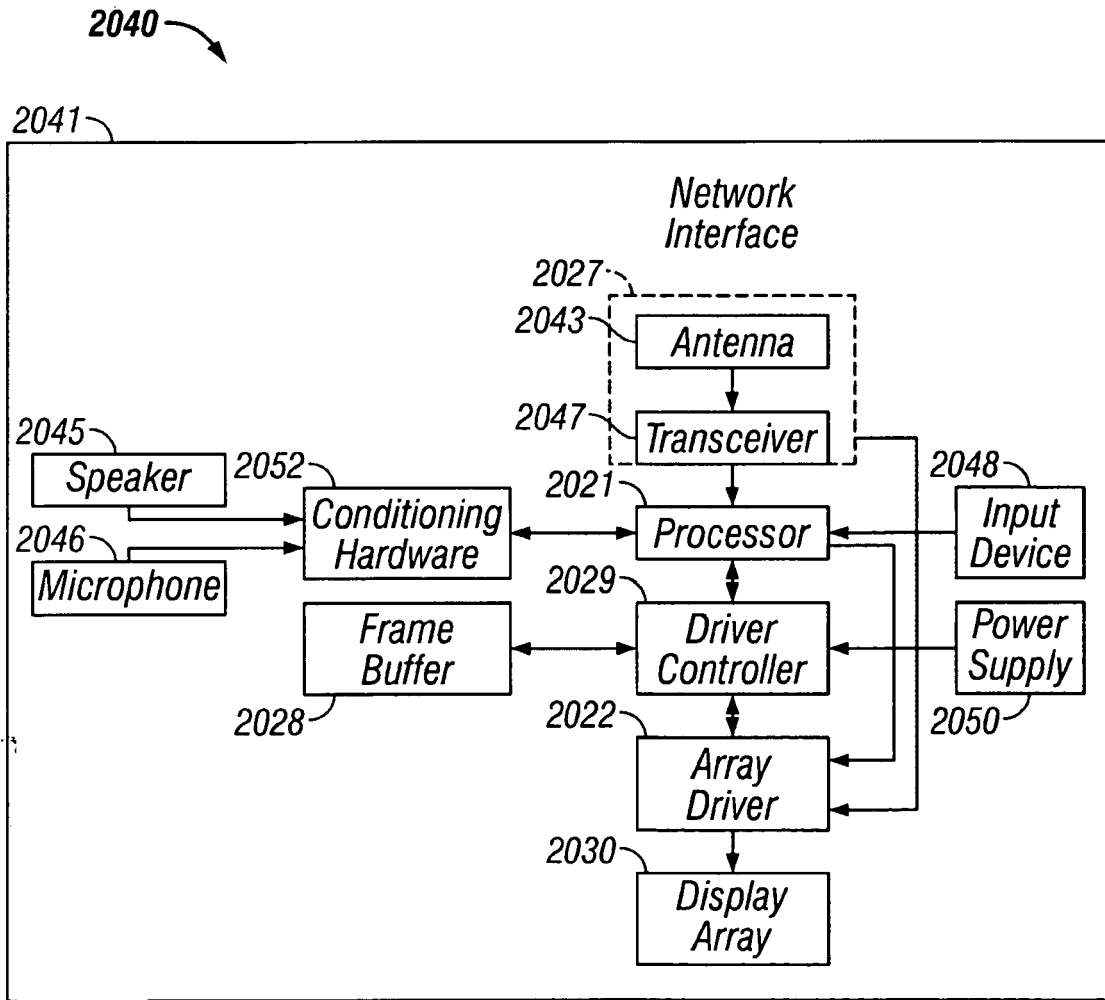 2040
2041
Network
Interface
2027
2043
Antenna
2047
Transceiver
2045
Speaker
2052
2021
2048
Conditioning
Hardware
Processor
Input
Device
2046
Microphone
2029
Frame
Buffer
Driver
Controller
Power
Supply
2028
2022
2050
Array
Driver
2030
Display
Array